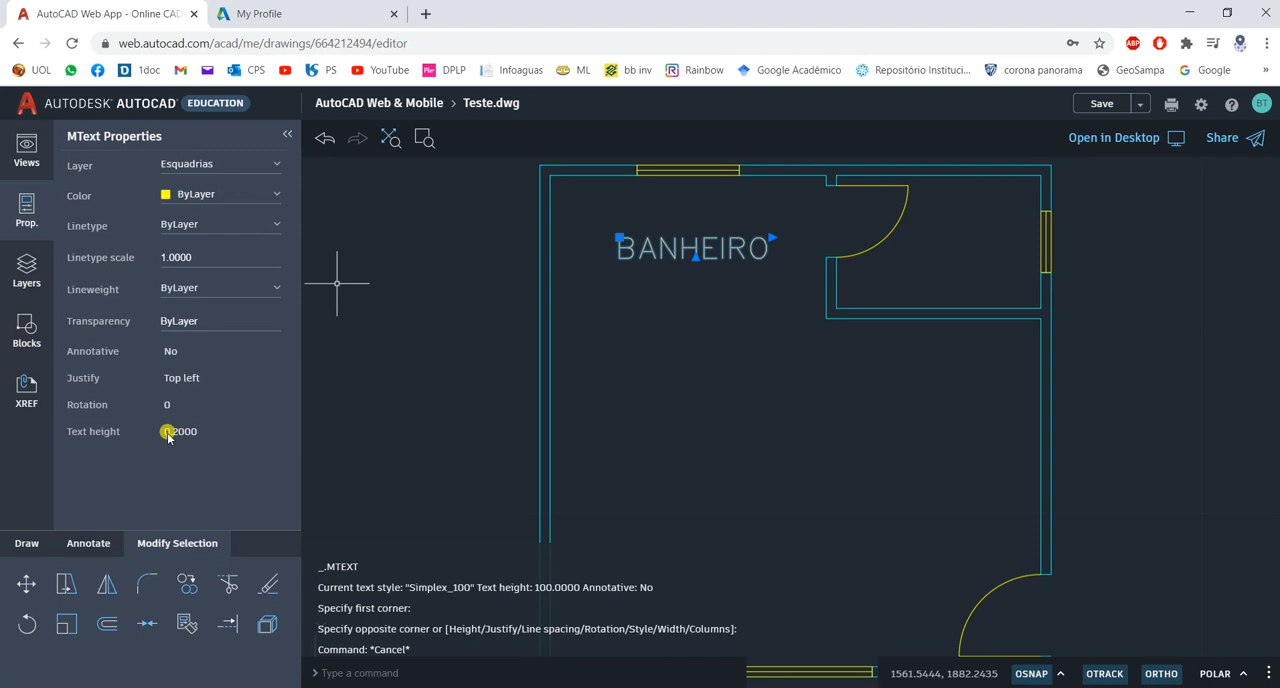 AutoCAD Web App - Online CAD
My Profile
web.autocad.com/acad/me/drawings/664212494/editor
ABP
UOL
1doc
CPS
PS
YouTube
DPLP
Infoaguas
ML
bb inv
Rainbow
Google Acadêmico
Repositório Instituci...
corona panorama
GeoSampa
Google
»
AUTODESK® AUTOCAD® EDUCATION
AutoCAD Web & Mobile > Teste.dwg
Save
BT
Views
Prop.
Layers
Blocks
XREF
MText Properties
Layer Esquadrias
Color ByLayer
Linetype ByLayer
Linetype scale 1.0000
Lineweight ByLayer
Transparency ByLayer
Annotative No
Justify Top left
Rotation 0
Text height 2000
Open in Desktop
Share
BANHEIRO
Draw
Annotate
Modify Selection
_.MTEXT
Current text style: "Simplex_100" Text height: 100.0000 Annotative: No
Specify first corner:
Specify opposite corner or [Height/Justify/Line spacing/Rotation/Style/Width/Columns]:
Command: *Cancel*
Type a command
1561.5444, 1882.2435
OSNAP
OTRACK
ORTHO
POLAR